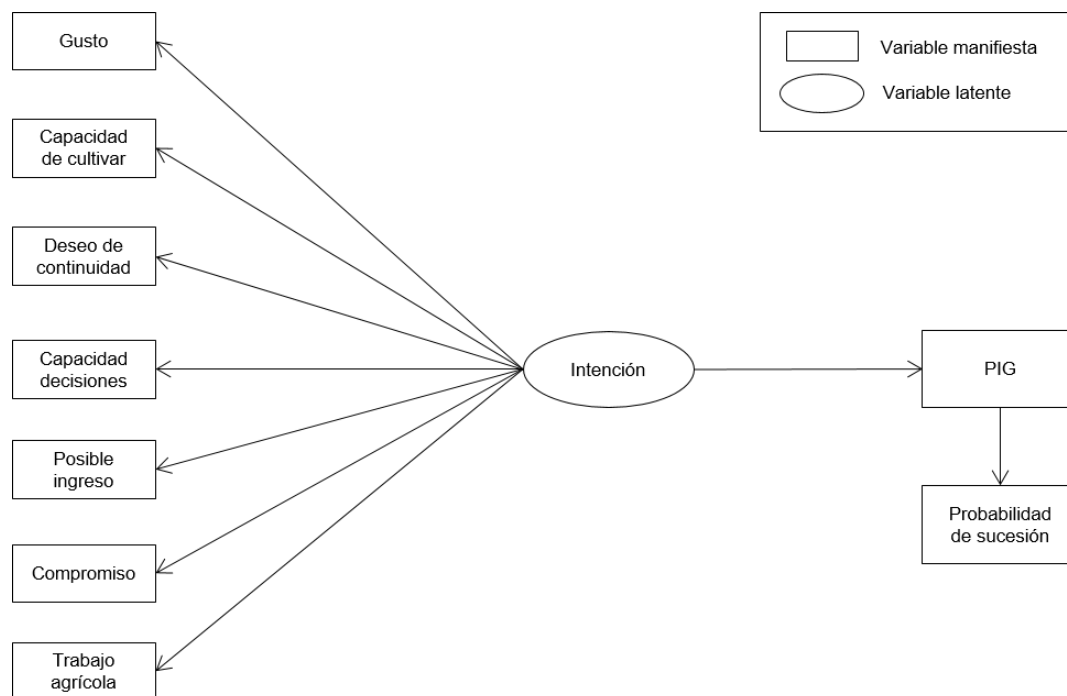 Gusto
Capacidad
de cultivar
Deseo de
continuidad
Capacidad
decisiones
Posible
ingreso
Compromiso
Trabajo
agrícola
Intención
PIG
Probabilidad
de sucesión
Variable manifiesta
Variable latente